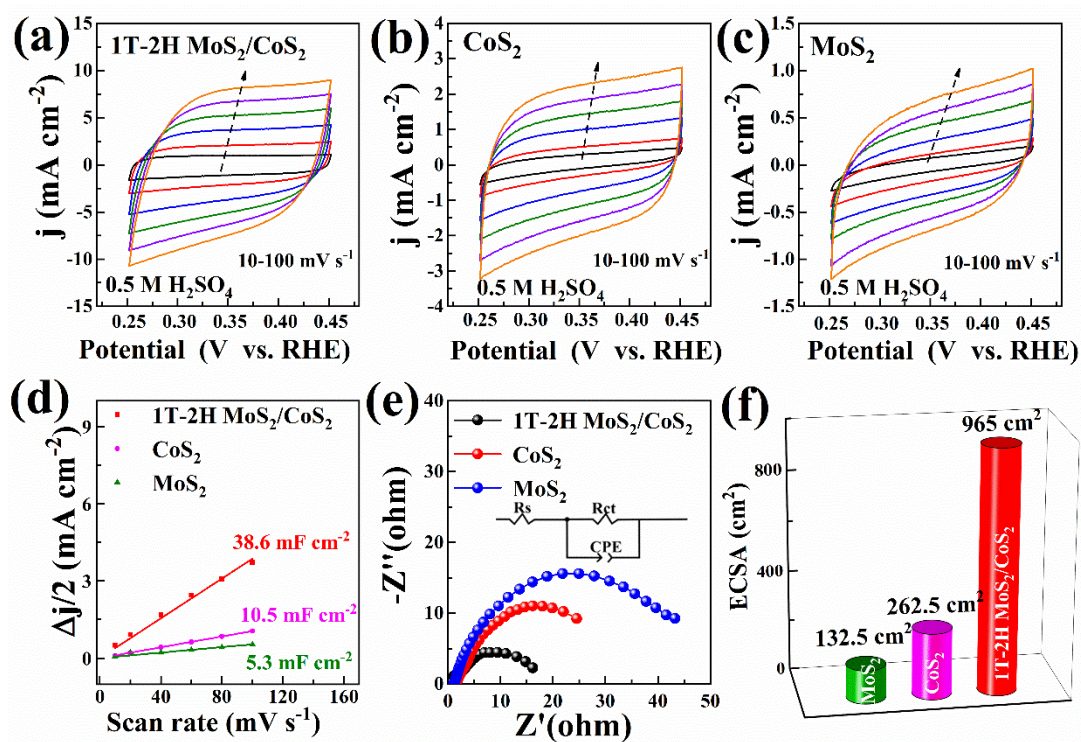 (a)
1T-2H MoS₂/CoS₂
j (mA cm⁻²)
15
10
5
0
-5
-10
-15
10-100 mV s⁻¹
0.5 M H₂SO₄
0.25 0.30 0.35 0.40 0.45
Potential (V vs. RHE)
(b)
CoS₂
j (mA cm⁻²)
4
3
2
1
0
-1
-2
-3
-4
10-100 mV s⁻¹
0.5 M H₂SO₄
0.25 0.30 0.35 0.40 0.45
Potential (V vs. RHE)
(c)
MoS₂
j (mA cm⁻²)
1.5
1.0
0.5
0.0
-0.5
-1.0
-1.5
10-100 mV s⁻¹
0.5 M H₂SO₄
0.25 0.30 0.35 0.40 0.45
Potential (V vs. RHE)
(d)
1T-2H MoS₂/CoS₂
CoS₂
MoS₂
Δj/2 (mA cm⁻²)
9
6
3
0
38.6 mF cm⁻²
10.5 mF cm⁻²
5.3 mF cm⁻²
0 40 80 120 160
Scan rate (mV s⁻¹)
(e)
1T-2H MoS₂/CoS₂
CoS₂
MoS₂
Rs
Rct
CPE
-Z''(ohm)
-40
30
20
10
0
0 10 20 30 40 50
Z'(ohm)
(f)
ECSA (cm²)
800
400
0
132.5 cm²
262.5 cm²
965 cm²
MoS₂
CoS₂
1T-2H MoS₂/CoS₂